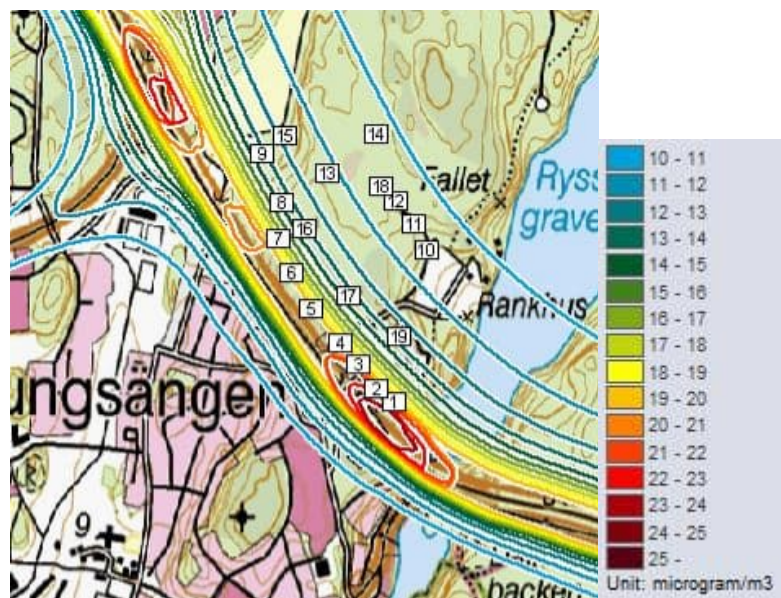 15
14
9
13
Fallet
Ryss
18
12
8
grave
11
16
7
10
6
17
Rankhus
5
19
4
3
ungsängen
2
1
9
backen
10 - 11
11 - 12
12 - 13
13 - 14
14 - 15
15 - 16
16 - 17
17 - 18
18 - 19
19 - 20
20 - 21
21 - 22
22 - 23
23 - 24
24 - 25
25 -
Unit: microgram/m3